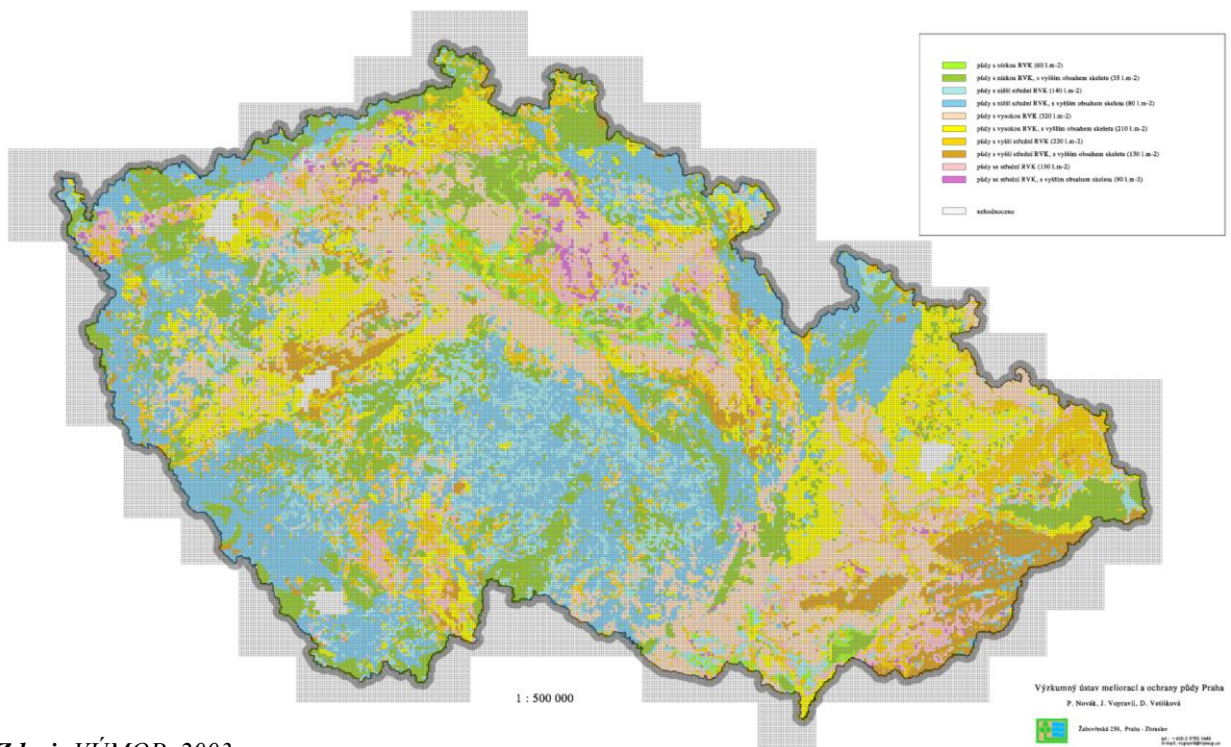 půdy s nízkou RVK (60 l.m-2)
půdy s nízkou RVK, s vyšším obsahem skeletu (35 l.m-2)
půdy s nižší střední RVK (140 l.m-2)
půdy s nižší střední RVK, s vyšším obsahem skeletu (80 l.m-2)
půdy s vysokou RVK (320 l.m-2)
půdy s vysokou RVK, s vyšším obsahem skeletu (210 l.m-2)
půdy s vyšší střední RVK (220 l.m-2)
půdy s vyšší střední RVK, s vyšším obsahem skeletu (130 l.m-2)
půdy se střední RVK (150 l.m-2)
půdy se střední RVK, s vyšším obsahem skeletu (90 l.m-2)
nehodnoceno
1 : 500 000
Výzkumný ústav meliorací a ochrany půdy Praha
P. Novák, J. Vopravil, D. Vetišková
Žabovřeská 250, Praha - Zbraslav
VÚMOP, 2003